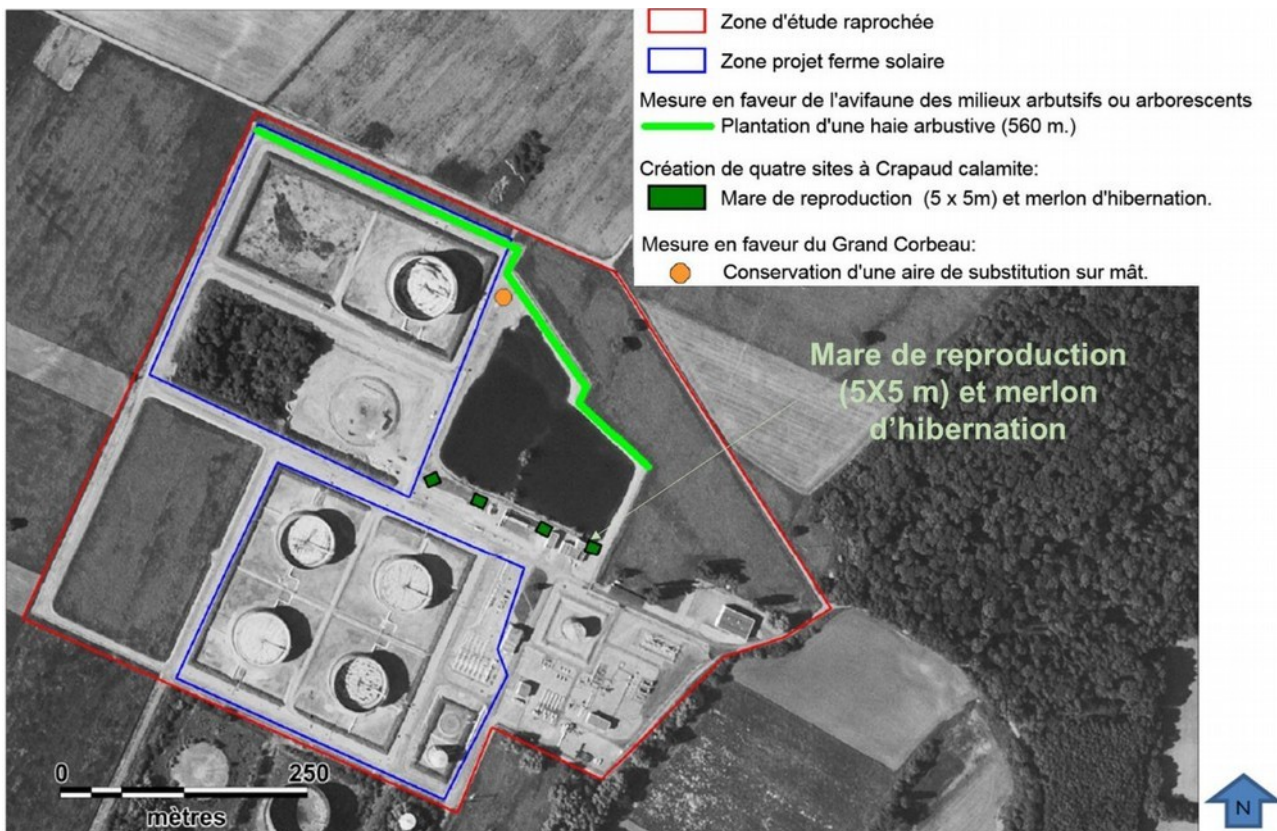 Zone d'étude raprochée
Zone projet ferme solaire
Mesure en faveur de l'avifaune des milieux arbutsifs ou arborescents
Plantation d'une haie arbustive (560 m.)
Création de quatre sites à Crapaud calamite:
Mare de reproduction (5 x 5m) et merlon d'hibernation.
Mesure en faveur du Grand Corbeau:
Conservation d'une aire de substitution sur mât.
Mare de reproduction
(5X5 m) et merlon
d'hibernation
0 250
mètres
N